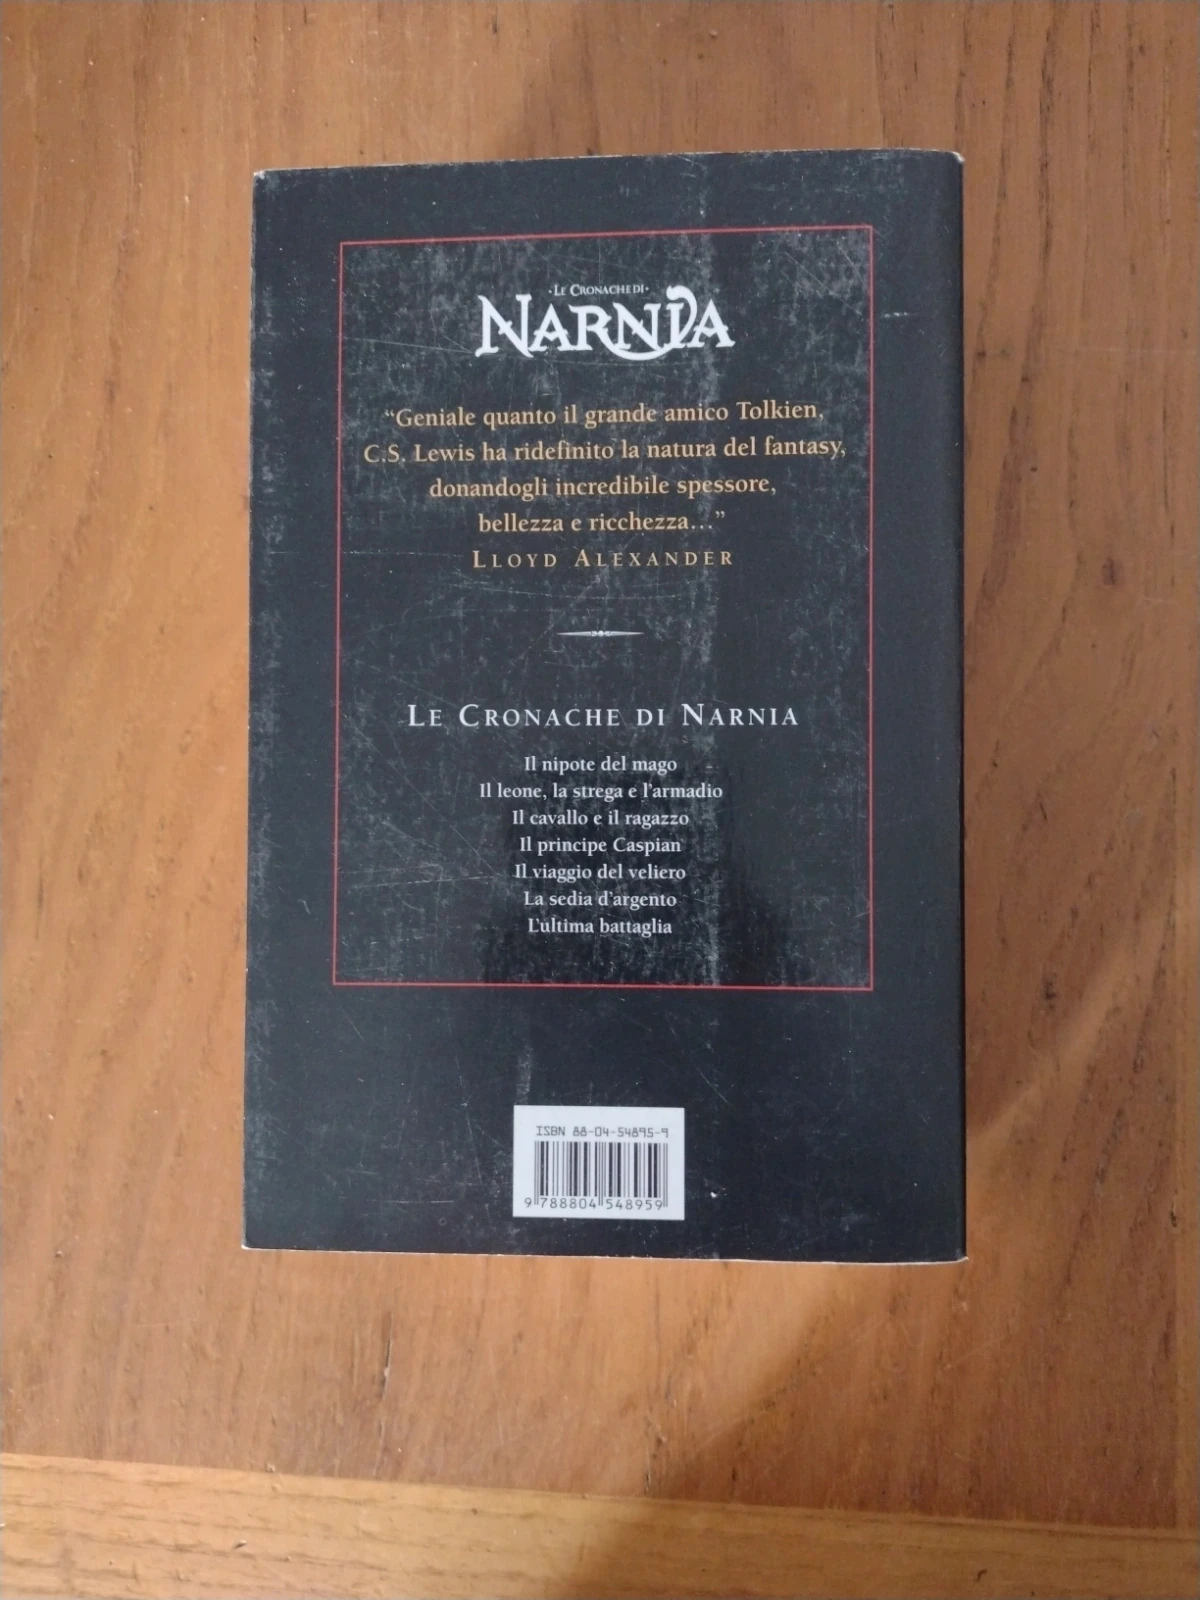 ·LE CRONACHE DI·
NARNIA
“Geniale quanto il grande amico Tolkien,
C.S. Lewis ha ridefinito la natura del fantasy,
donandogli incredibile spessore,
bellezza e ricchezza...”
LLOYD ALEXANDER
LE CRONACHE DI NARNIA
Il nipote del mago
Il leone, la strega e l'armadio
Il cavallo e il ragazzo
Il principe Caspian
Il viaggio del veliero
La sedia d'argento
L'ultima battaglia
ISBN 88-04-54895-9
9 788804 548959